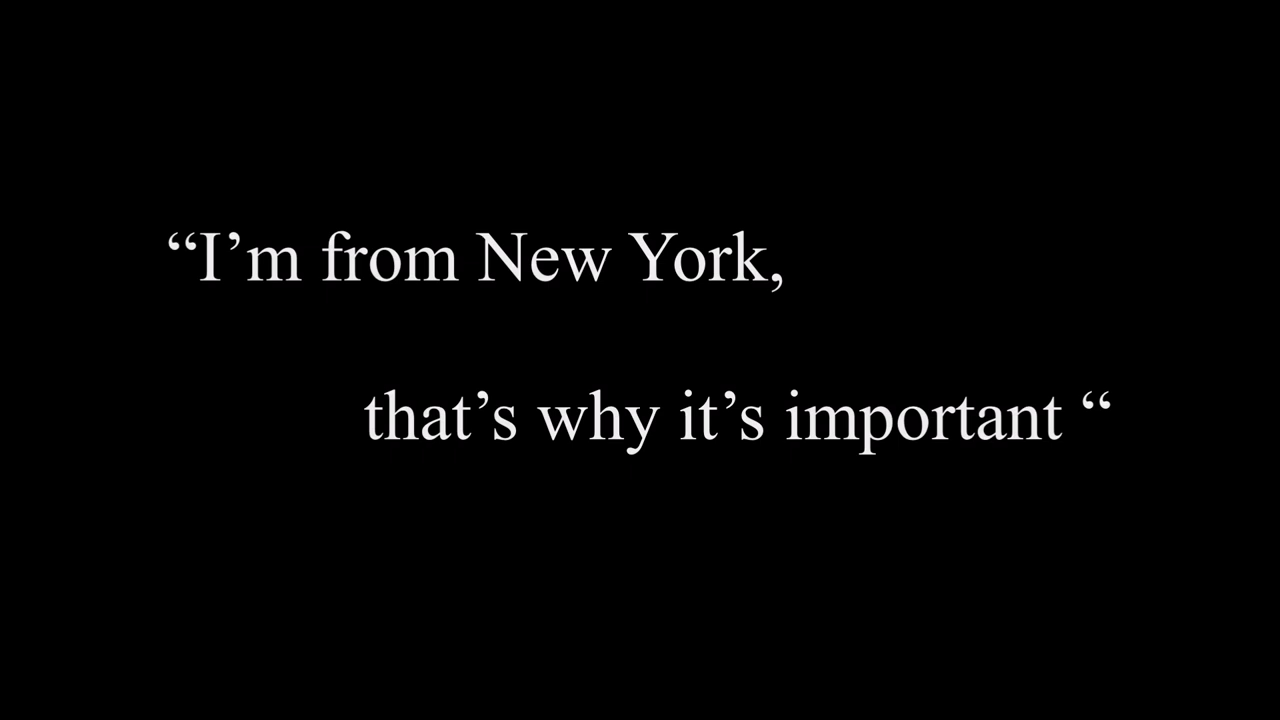 “I’m from New York,
that’s why it’s important “